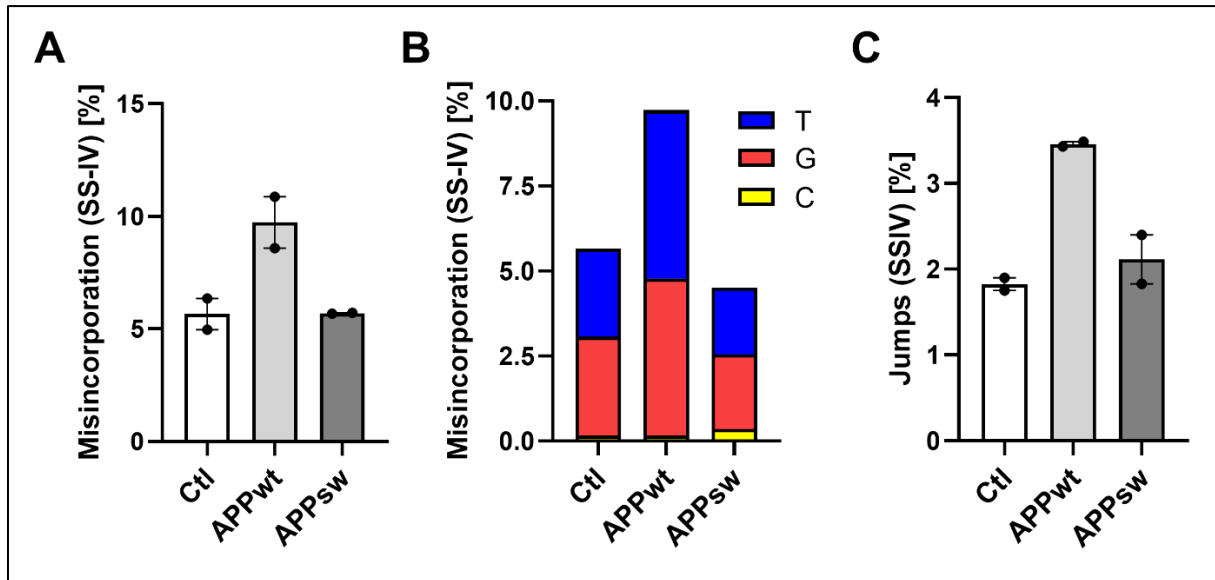 A
Misincorporation (SS-IV) [%]
15
10
5
0
Ctl
APPwt
APPsw
B
Misincorporation (SS-IV) [%]
10.0
7.5
5.0
2.5
0.0
T
G
C
Ctl
APPwt
APPsw
C
Jumps (SSIV) [%]
4
3
2
1
0
Ctl
APPwt
APPsw